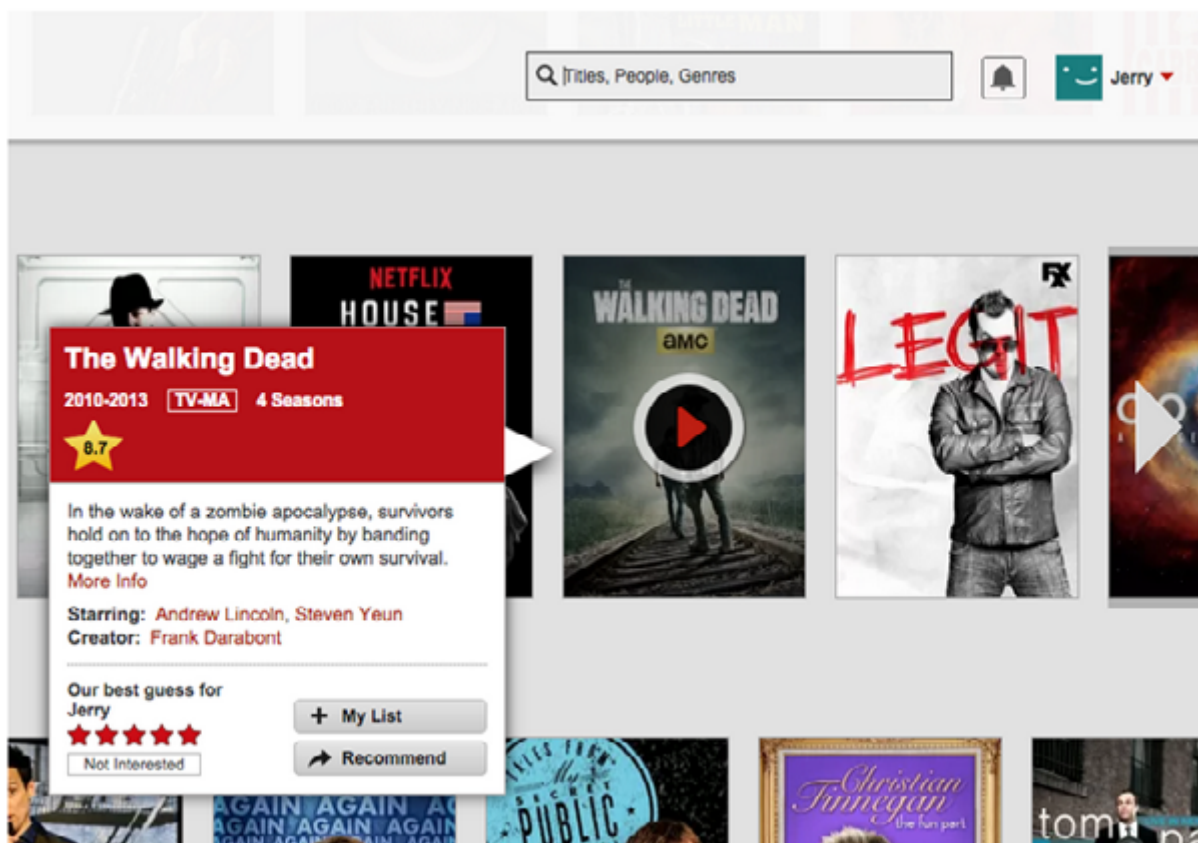 Titles, People, Genres
Jerry
NETFLIX
HOUSE
THE
WALKING DEAD
aMC
LEGIT
FX
The Walking Dead
2010-2013 TV-MA 4 Seasons
8.7
In the wake of a zombie apocalypse, survivors
hold on to the hope of humanity by banding
together to wage a fight for their own survival.
More Info
Starring: Andrew Lincoln, Steven Yeun
Creator: Frank Darabont
Our best guess for
Jerry
Not Interested
+ My List
Recommend
AGAIN AGAIN
AGAIN AGAIN AGAIN
TALES FROM
My
SECRET
PUBLIC
Christian
Finnegan
the fun part
tom